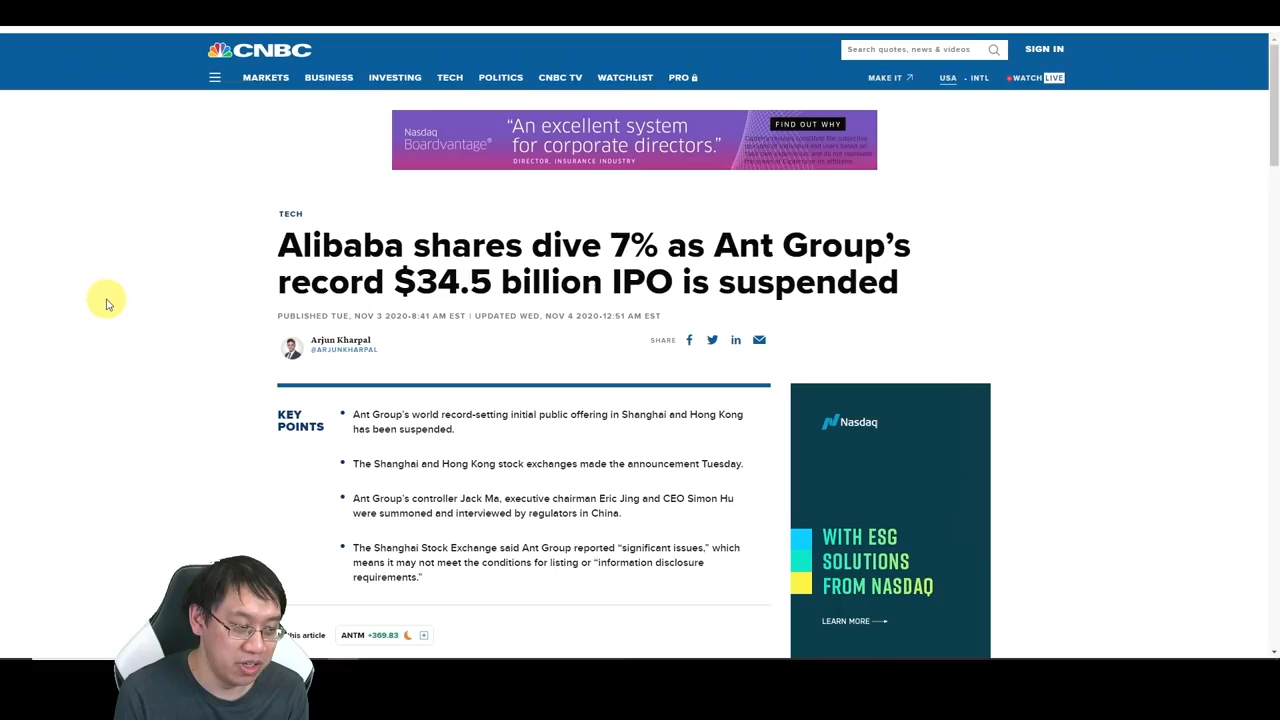 CNBC
Search quotes, news & videos
SIGN IN
MARKETS BUSINESS INVESTING TECH POLITICS CNBC TV WATCHLIST PRO
MAKE IT USA • INTL WATCH LIVE
Nasdaq
Boardvantage®
“An excellent system
for corporate directors.”
DIRECTOR, INSURANCE INDUSTRY
FIND OUT WHY
TECH
Alibaba shares dive 7% as Ant Group’s
record $34.5 billion IPO is suspended
PUBLISHED TUE, NOV 3 2020•8:41 AM EST | UPDATED WED, NOV 4 2020•12:51 AM EST
Arjun Kharpal
@ARJUNKHARPAL
SHARE
KEY
POINTS
• Ant Group’s world record-setting initial public offering in Shanghai and Hong Kong
has been suspended.
• The Shanghai and Hong Kong stock exchanges made the announcement Tuesday.
• Ant Group’s controller Jack Ma, executive chairman Eric Jing and CEO Simon Hu
were summoned and interviewed by regulators in China.
• The Shanghai Stock Exchange said Ant Group reported “significant issues,” which
means it may not meet the conditions for listing or “information disclosure
requirements.”
this article
ANTM +369.83
Nasdaq
WITH ESG
SOLUTIONS
FROM NASDAQ
LEARN MORE